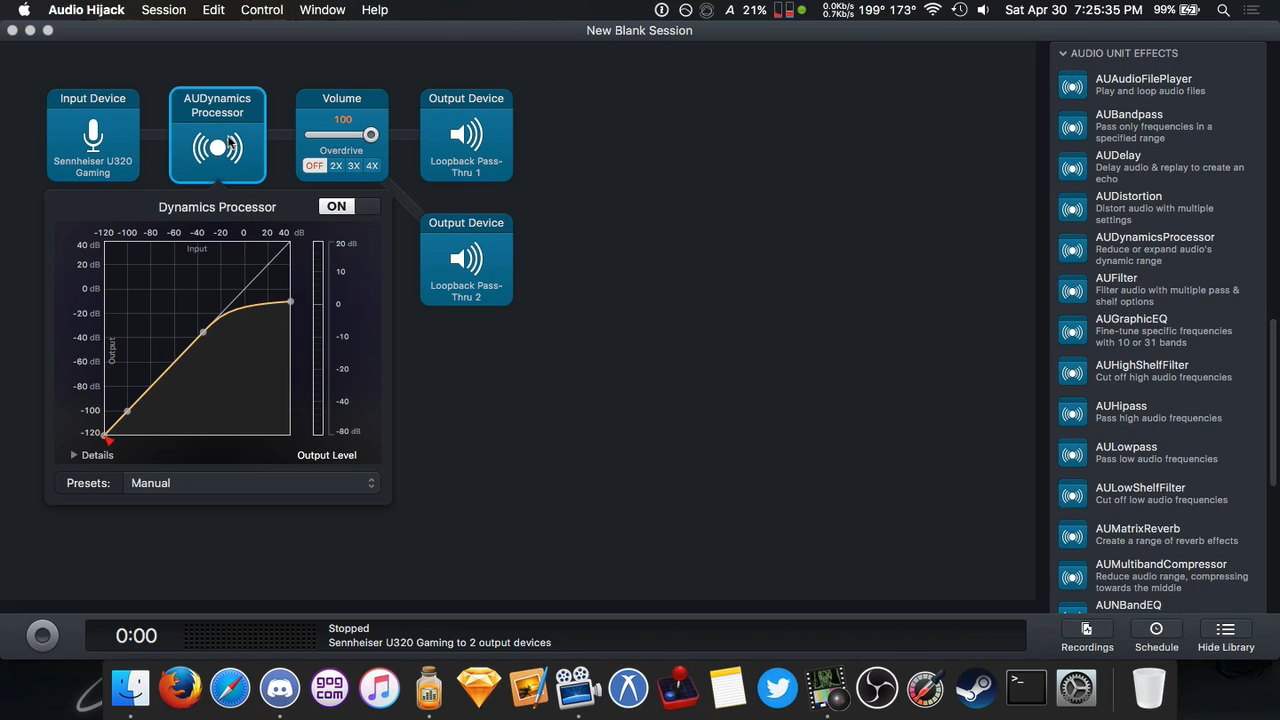 Audio Hijack Session Edit Control Window Help
21% 0.0Kb/s 0.7Kb/s 199° 173° Sat Apr 30 7:25:35 PM 99%
New Blank Session
Input Device
Sennheiser U320
Gaming
AUDynamics
Processor
Volume
100
Overdrive
OFF 2X 3X 4X
Output Device
Loopback Pass-
Thru 1
Output Device
Loopback Pass-
Thru 2
Dynamics Processor ON
-120 -100 -80 -60 -40 -20 0 20 40 dB
Input
40 dB
20 dB
0 dB
-20 dB
-40 dB
-60 dB
-80 dB
-100
-120
Output
20 dB
10
0
-10
-20
-40
-80 dB
Details
Output Level
Presets: Manual
AUDIO UNIT EFFECTS
AUAudioFilePlayer
Play and loop audio files
AUBandpass
Pass only frequencies in a
specified range
AUDelay
Delay audio & replay to create an
echo
AUDistortion
Distort audio with multiple
settings
AUDynamicsProcessor
Reduce or expand audio's
dynamic range
AUFilter
Filter audio with multiple pass &
shelf options
AUGraphicEQ
Fine-tune specific frequencies
with 10 or 31 bands
AUHighShelfFilter
Cut off high audio frequencies
AUHipass
Pass high audio frequencies
AULowpass
Pass low audio frequencies
AULowShelfFilter
Cut off low audio frequencies
AUMatrixReverb
Create a range of reverb effects
AUMultibandCompressor
Reduce audio range, compressing
towards the middle
AUNBandEQ
0:00
Stopped
Sennheiser U320 Gaming to 2 output devices
Recordings
Schedule
Hide Library
GOG
COM